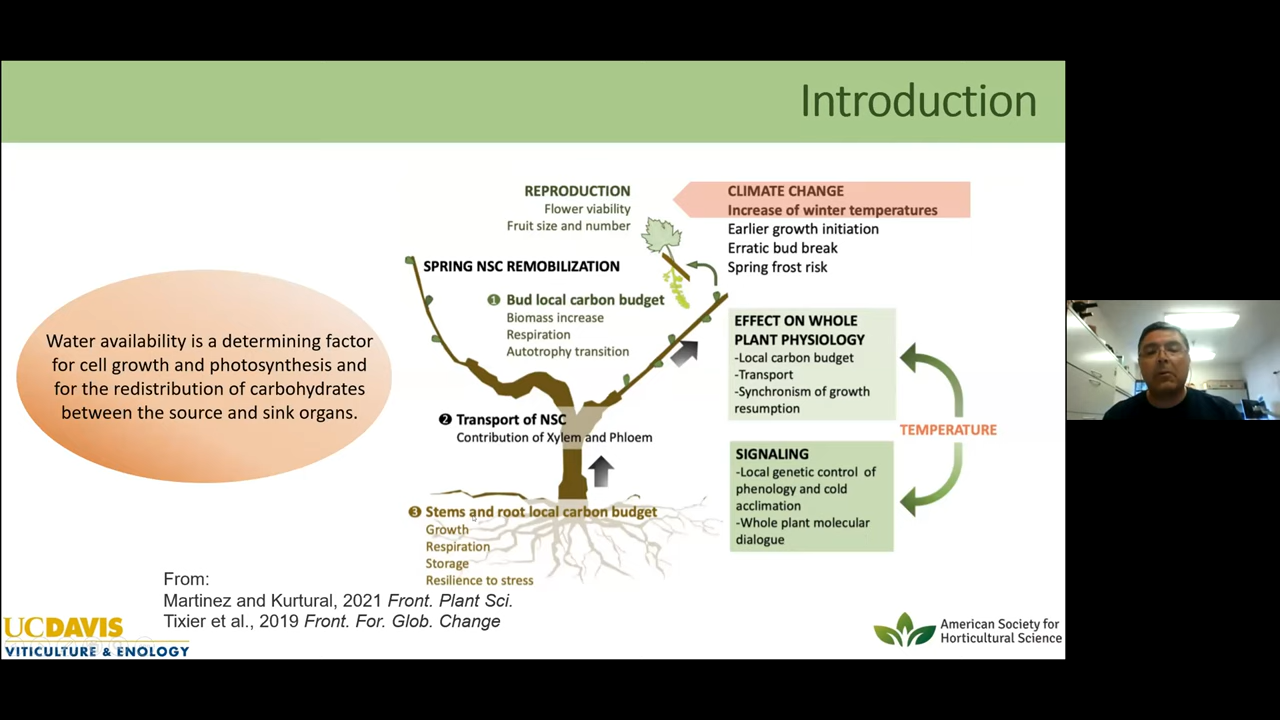 Introduction
REPRODUCTION
Flower viability
Fruit size and number
CLIMATE CHANGE
Increase of winter temperatures
Earlier growth initiation
Erratic bud break
Spring frost risk
SPRING NSC REMOBILIZATION
❶ Bud local carbon budget
Biomass increase
Respiration
Autotrophy transition
Water availability is a determining factor
for cell growth and photosynthesis and
for the redistribution of carbohydrates
between the source and sink organs.
EFFECT ON WHOLE
PLANT PHYSIOLOGY
-Local carbon budget
-Transport
-Synchronism of growth
resumption
❷ Transport of NSC
Contribution of Xylem and Phloem
TEMPERATURE
SIGNALING
-Local genetic control of
phenology and cold
acclimation
-Whole plant molecular
dialogue
❸ Stems and root local carbon budget
Growth
Respiration
Storage
Resilience to stress
From:
Martinez and Kurtural, 2021 Front. Plant Sci.
Tixier et al., 2019 Front. For. Glob. Change
UCDAVIS
VITICULTURE & ENOLOGY
American Society for
Horticultural Science